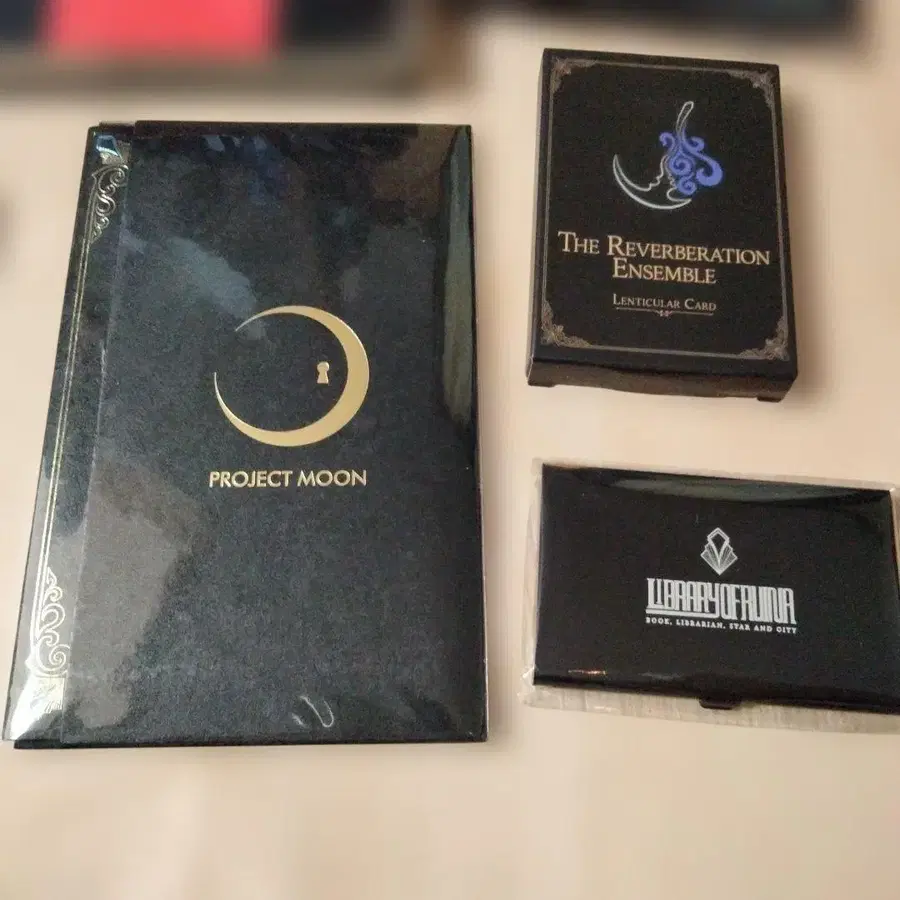 PROJECT MOON
THE REVERBERATION
ENSEMBLE
LENTICULAR CARD
LIBRARY OF RUINA
BOOK, LIBRARIAN, STAR AND CITY